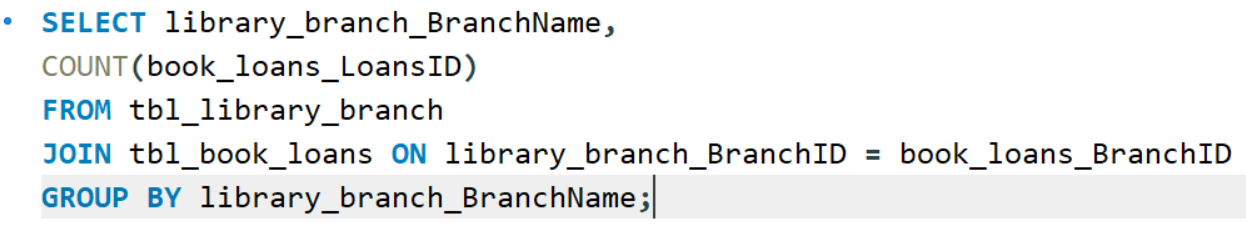 SELECT library_branch_BranchName,
COUNT(book_loans_LoansID)
FROM tbl_library_branch
JOIN tbl_book_loans ON library_branch_BranchID = book_loans_BranchID
GROUP BY library_branch_BranchName;